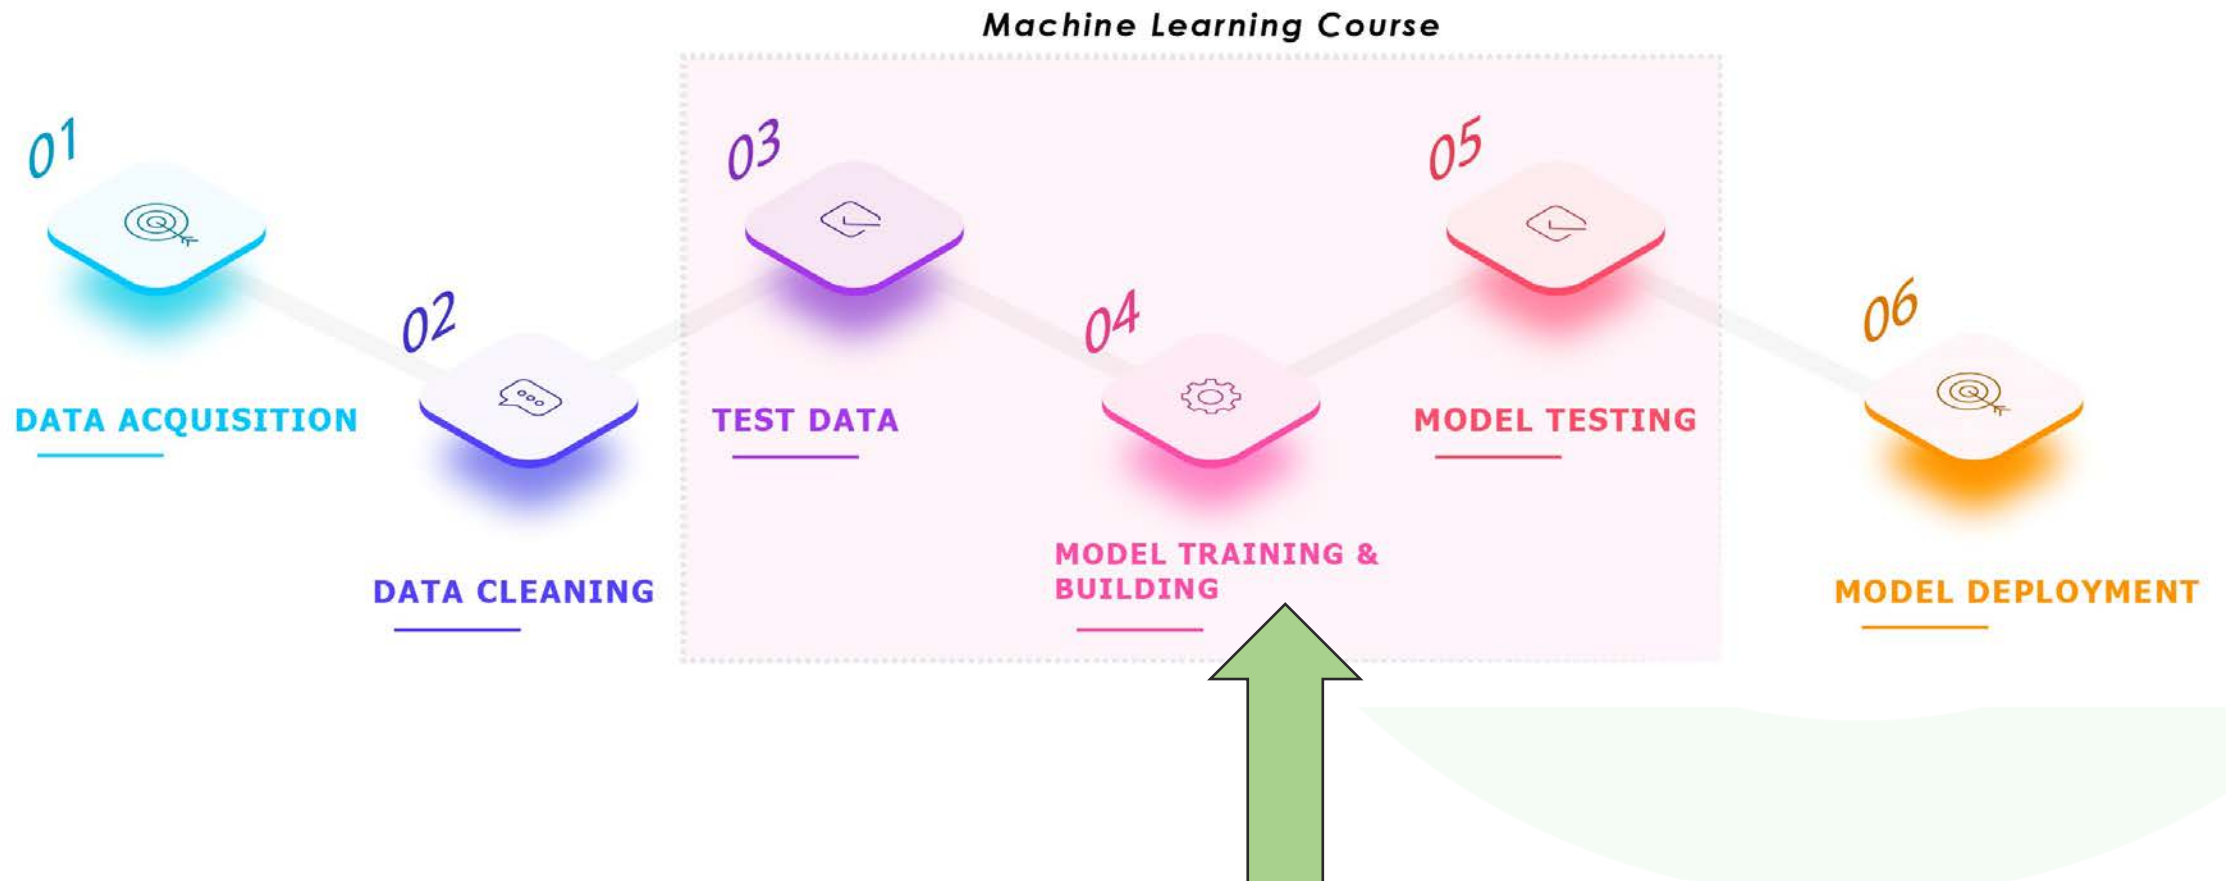 Machine Learning Course
01
DATA ACQUISITION
02
DATA CLEANING
03
TEST DATA
04
MODEL TRAINING &
BUILDING
05
MODEL TESTING
06
MODEL DEPLOYMENT